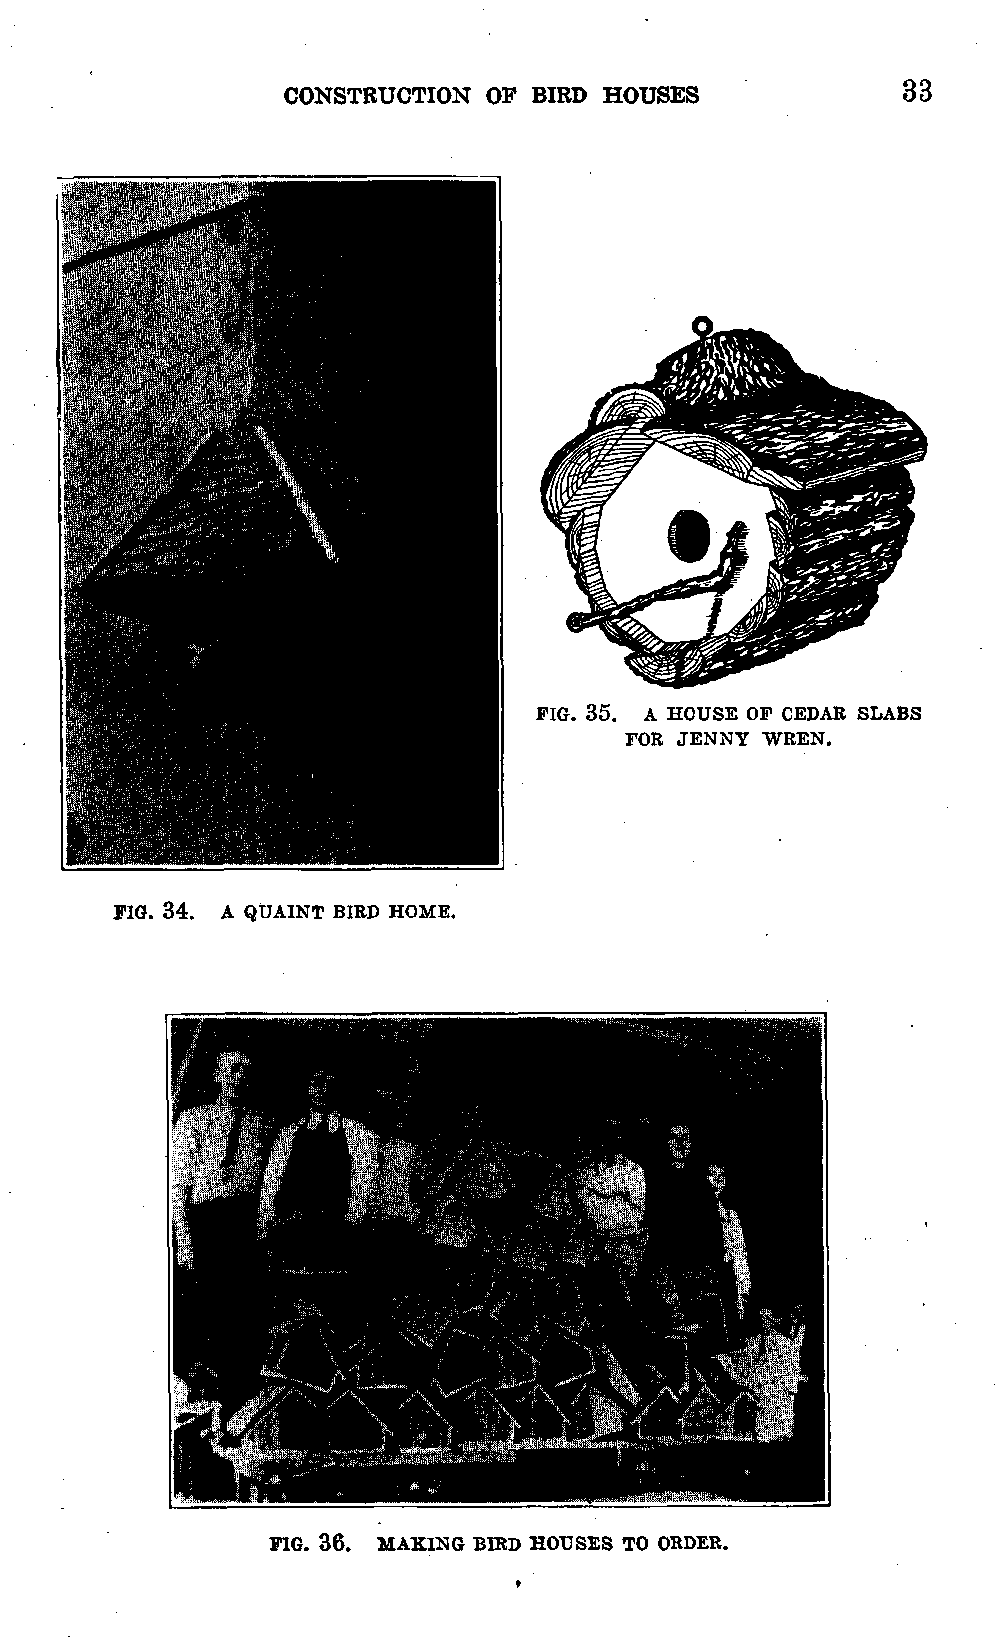 CONSTRUCTION OF BIRD HOUSES 33
FIG. 35. A HOUSE OF CEDAR SLABS
FOR JENNY WREN.
FIG. 34. A QUAINT BIRD HOME.
FIG. 36. MAKING BIRD HOUSES TO ORDER.